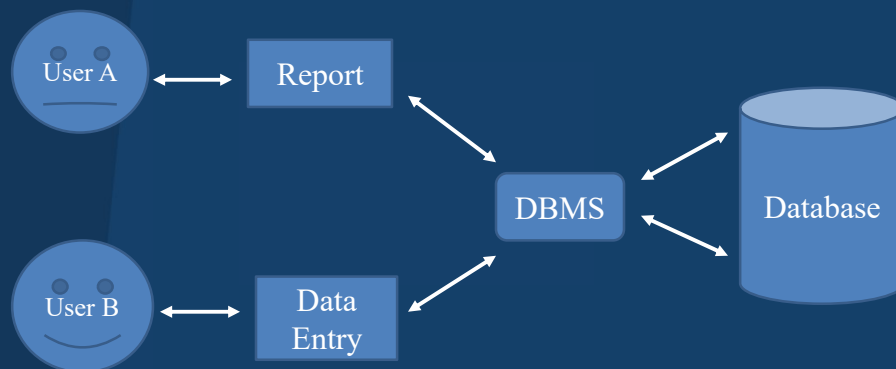 User A
Report
DBMS
Database
User B
Data
Entry